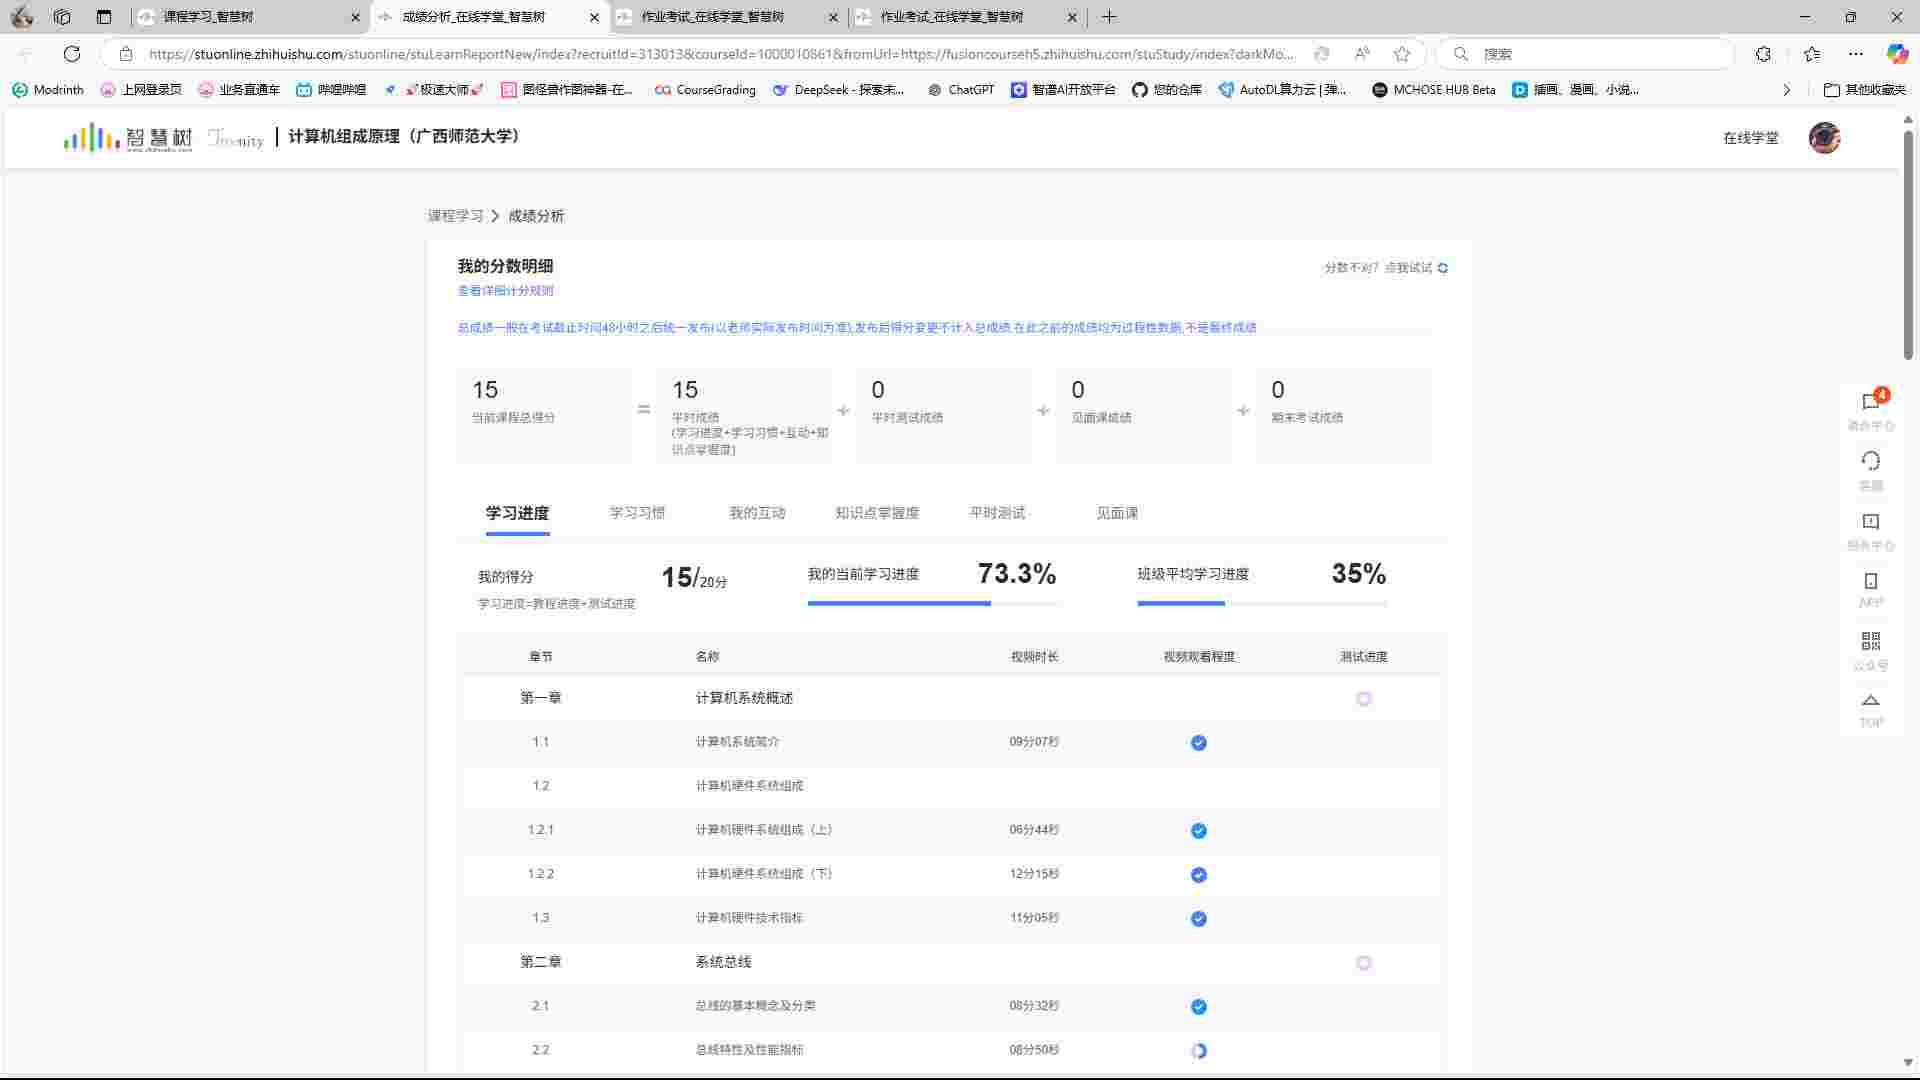 课程学习_智慧树
成绩分析_在线学堂_智慧树
作业考试_在线学堂_智慧树
作业考试_在线学堂_智慧树
https://stuonline.zhihuishu.com/stuonline/stuLearnReportNew/index?recruitId=313013&courseId=1000010861&fromUrl=https://fusioncourseh5.zhihuishu.com/stuStudy/index?darkMo...
搜索
Modrinth
上网登录页
业务直通车
哔哩哔哩
🚀极速大师🚀
图怪兽作图神器-在...
CourseGrading
DeepSeek - 探索未...
ChatGPT
智谱AI开放平台
您的仓库
AutoDL算力云 | 弹...
MCHOSE HUB Beta
插画、漫画、小说...
其他收藏夹
智慧树
www.zhihuishu.com
Treenity
计算机组成原理（广西师范大学）
在线学堂
课程学习 > 成绩分析
我的分数明细
分数不对？点我试试
查看详细计分规则
总成绩一般在考试截止时间48小时之后统一发布(以老师实际发布时间为准),发布后得分变更不计入总成绩,在此之前的成绩均为过程性数据,不是最终成绩
15
当前课程总得分
=
15
平时成绩
(学习进度+学习习惯+互动+知
识点掌握度)
+
0
平时测试成绩
+
0
见面课成绩
+
0
期末考试成绩
学习进度
学习习惯
我的互动
知识点掌握度
平时测试
见面课
我的得分
15/20分
学习进度=教程进度+测试进度
我的当前学习进度
73.3%
班级平均学习进度
35%
章节 名称 视频时长 视频观看程度 测试进度
第一章 计算机系统概述
1.1 计算机系统简介 09分07秒
1.2 计算机硬件系统组成
1.2.1 计算机硬件系统组成（上） 06分44秒
1.2.2 计算机硬件系统组成（下） 12分15秒
1.3 计算机硬件技术指标 11分05秒
第二章 系统总线
2.1 总线的基本概念及分类 08分32秒
2.2 总线特性及性能指标 08分50秒
4
客服
APP
公众号
TOP